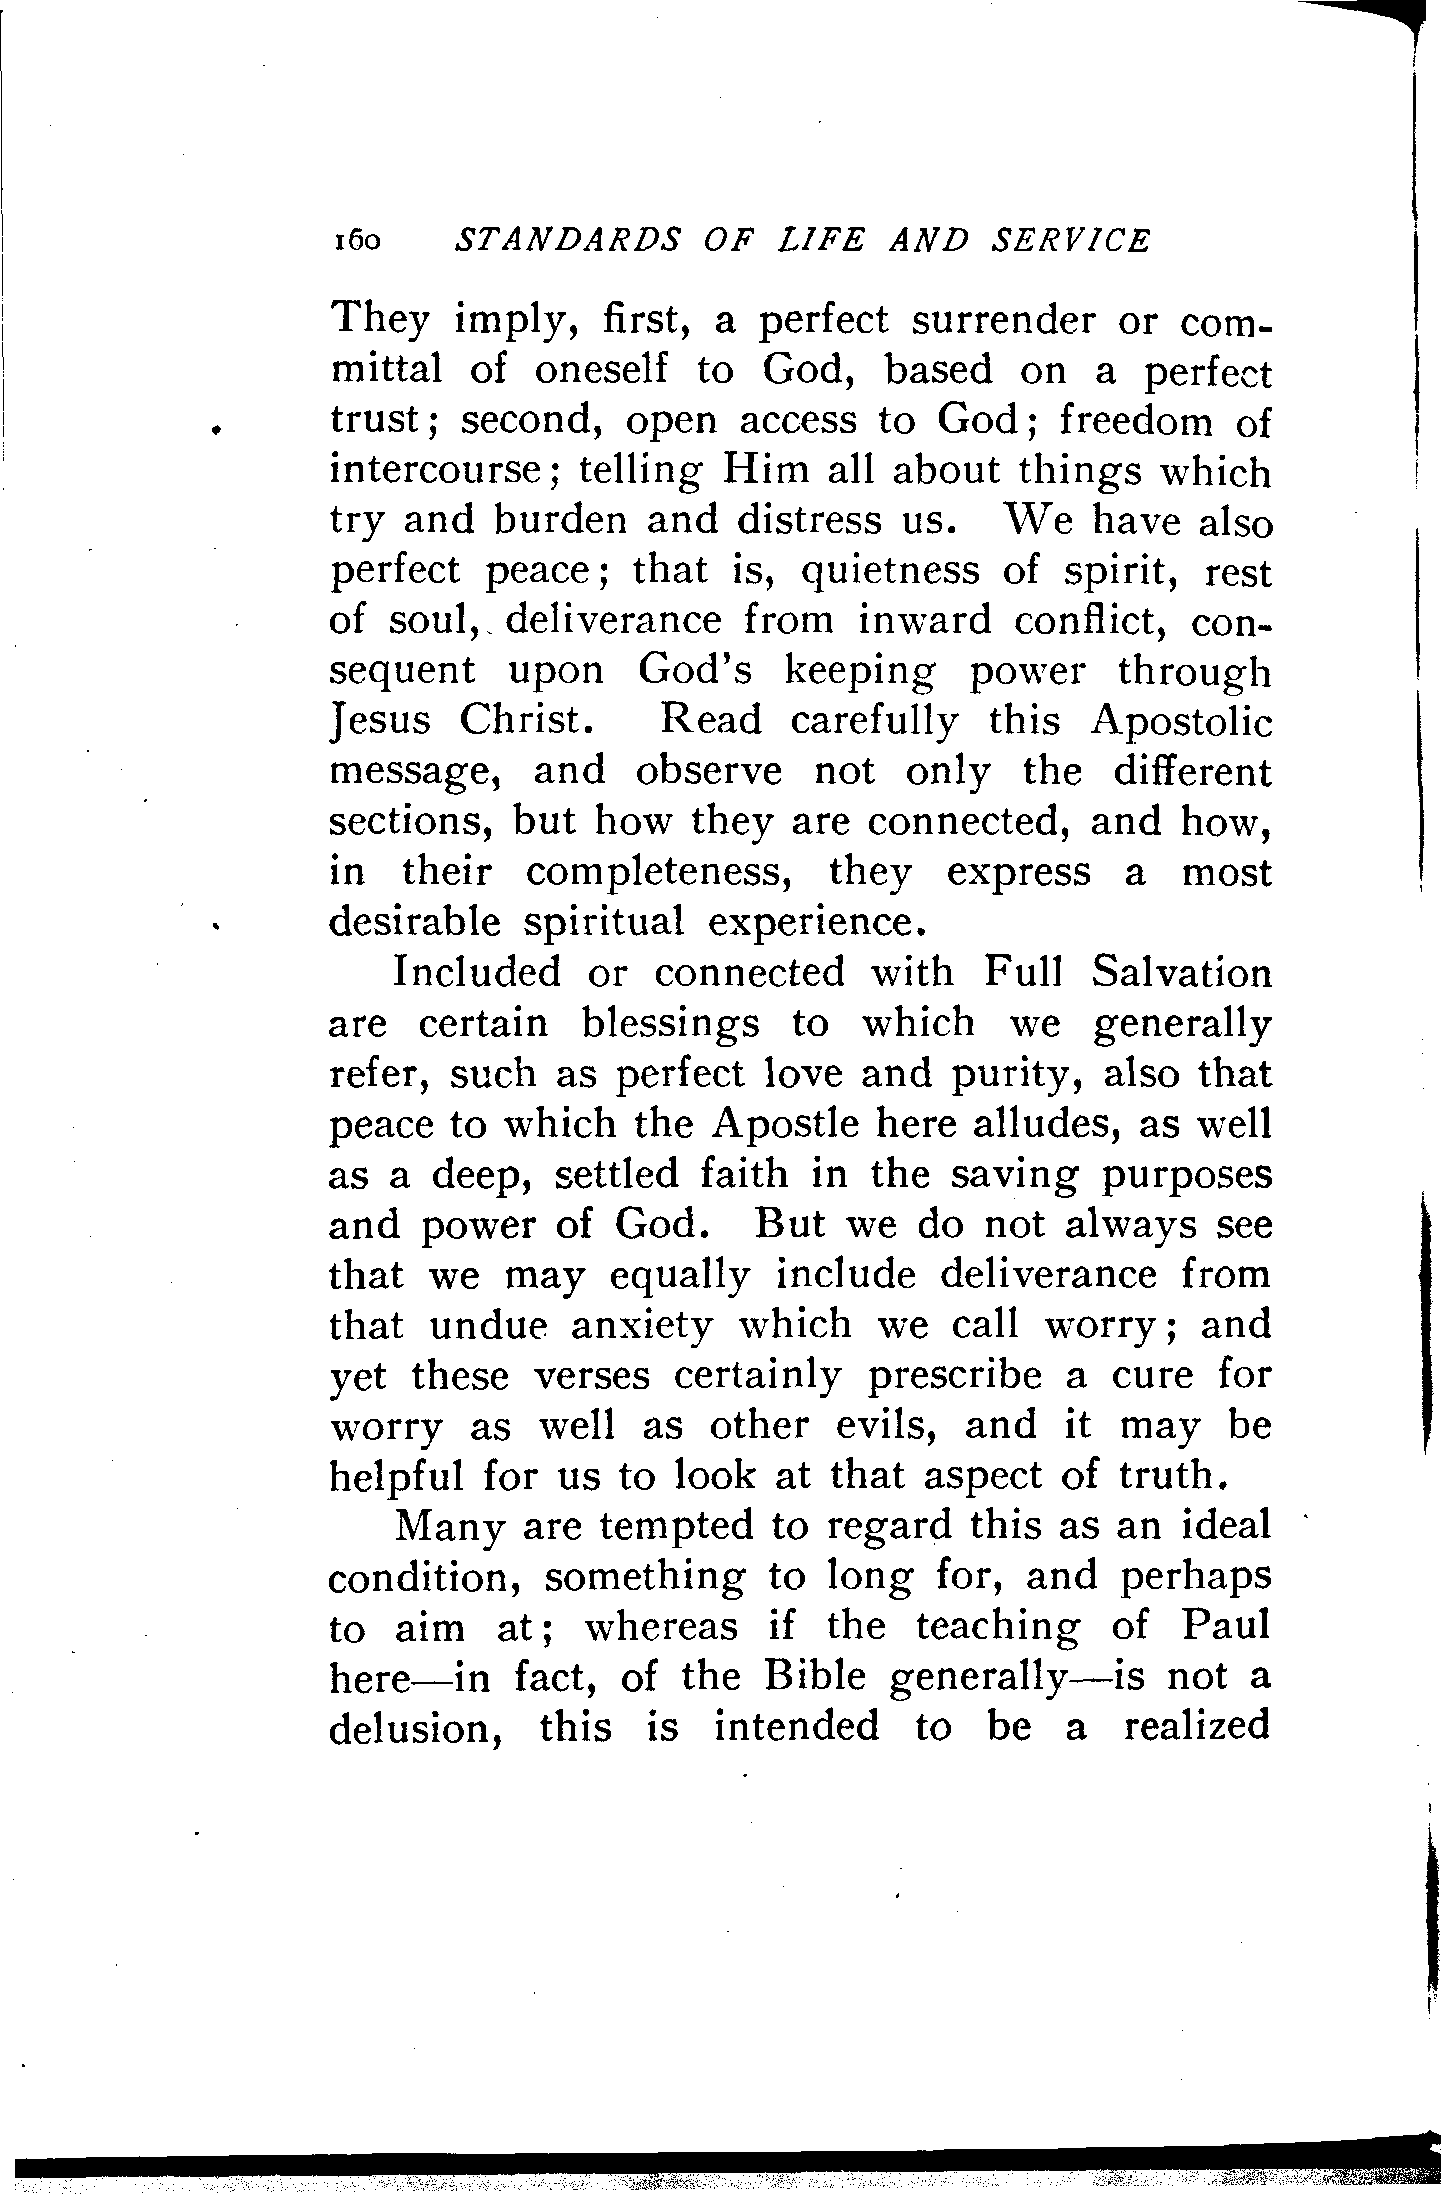 160 STANDARDS OF LIFE AND SERVICE
They imply, first, a perfect surrender or com-
mittal of oneself to God, based on a perfect
trust; second, open access to God; freedom of
intercourse; telling Him all about things which
try and burden and distress us. We have also
perfect peace; that is, quietness of spirit, rest
of soul, deliverance from inward conflict, con-
sequent upon God's keeping power through
Jesus Christ. Read carefully this Apostolic
message, and observe not only the different
sections, but how they are connected, and how,
in their completeness, they express a most
desirable spiritual experience.
Included or connected with Full Salvation
are certain blessings to which we generally
refer, such as perfect love and purity, also that
peace to which the Apostle here alludes, as well
as a deep, settled faith in the saving purposes
and power of God. But we do not always see
that we may equally include deliverance from
that undue anxiety which we call worry; and
yet these verses certainly prescribe a cure for
worry as well as other evils, and it may be
helpful for us to look at that aspect of truth.
Many are tempted to regard this as an ideal
condition, something to long for, and perhaps
to aim at; whereas if the teaching of Paul
here—in fact, of the Bible generally—is not a
delusion, this is intended to be a realized